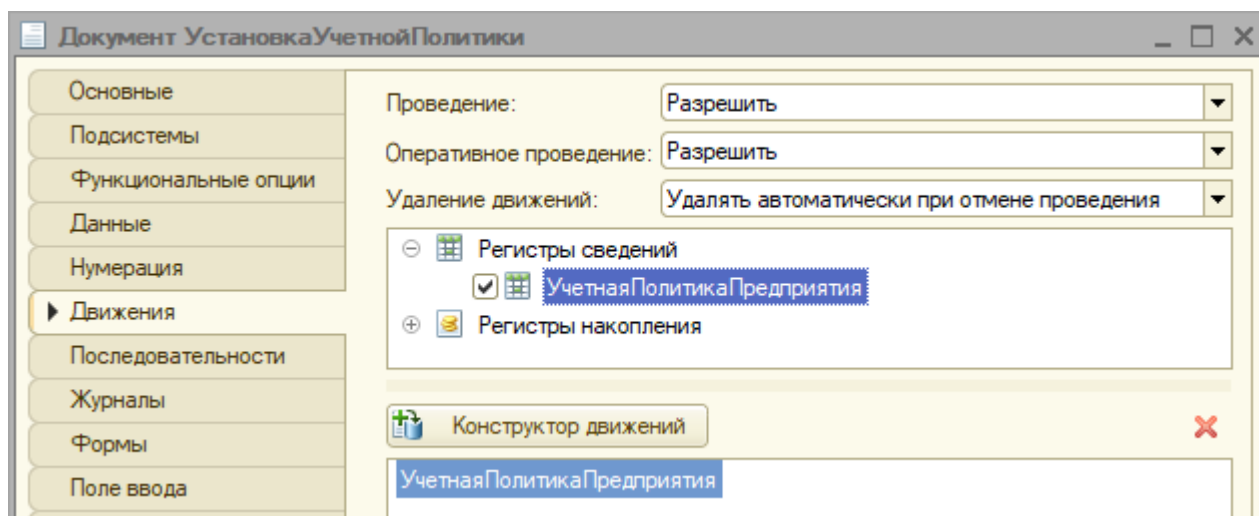 Документ УстановкаУчетнойПолитики
Основные
Подсистемы
Функциональные опции
Данные
Нумерация
Движения
Последовательности
Журналы
Формы
Поле ввода
Проведение: Разрешить
Оперативное проведение: Разрешить
Удаление движений: Удалять автоматически при отмене проведения
Регистры сведений
УчетнаяПолитикаПредприятия
Регистры накопления
Конструктор движений
УчетнаяПолитикаПредприятия